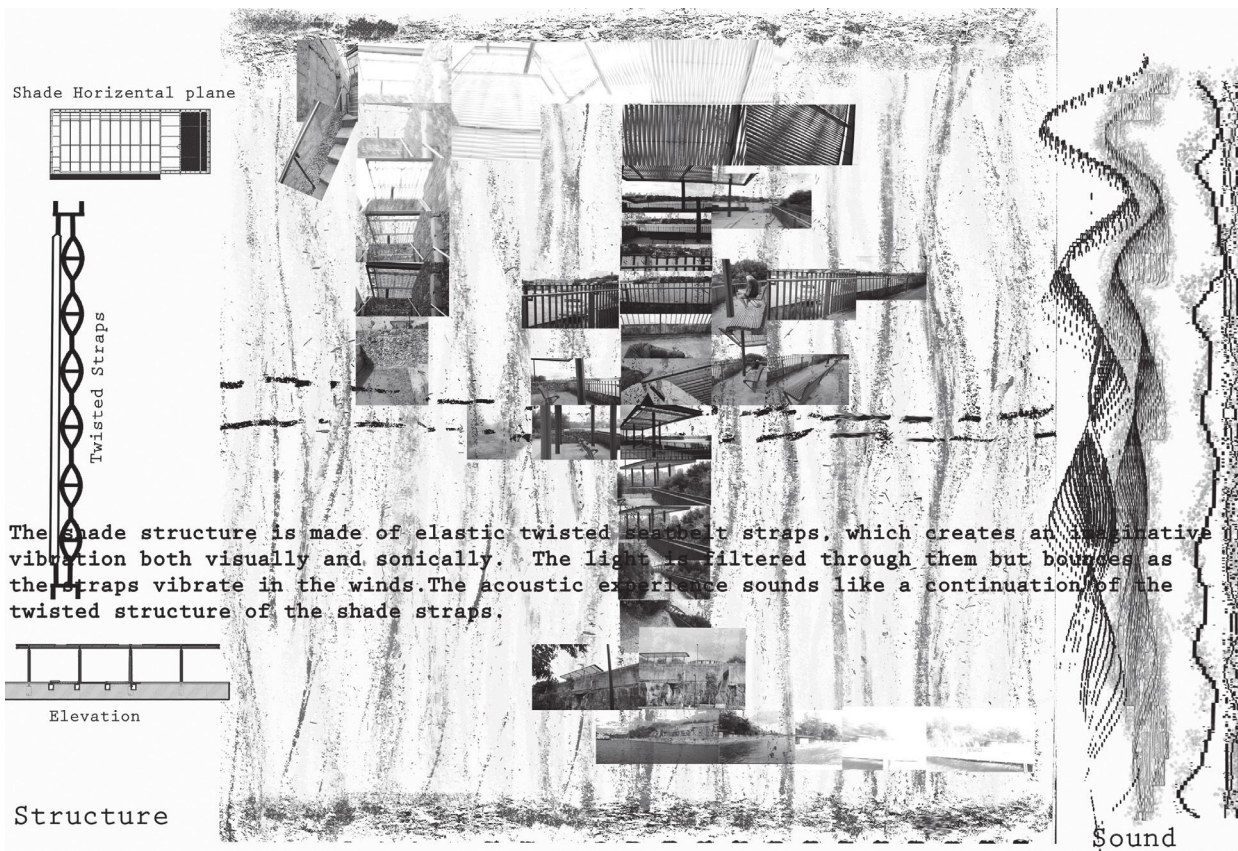 Shade Horizental plane
Twisted Straps
The shade structure is made of elastic twisted seatbelt straps, which creates an imaginative
vibration both visually and sonically.  The light is filtered through them but bounces as
the straps vibrate in the winds.The acoustic experience sounds like a continuation of the
twisted structure of the shade straps.
Elevation
Structure
Sound